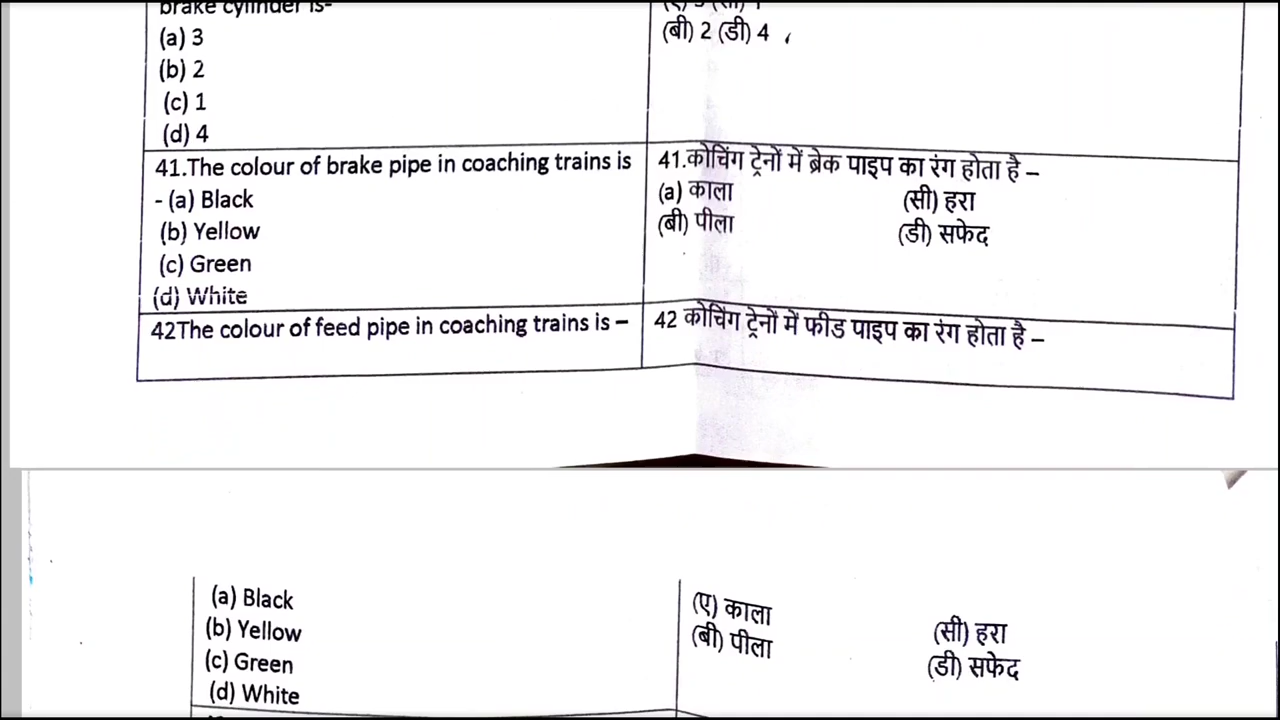 brake cylinder is-
(a) 3
(b) 2
(c) 1
(d) 4
(बी) 2 (डी) 4
41.The colour of brake pipe in coaching trains is
- (a) Black
(b) Yellow
(c) Green
(d) White
41.कोचिंग ट्रेनों में ब्रेक पाइप का रंग होता है –
(a) काला (सी) हरा
(बी) पीला (डी) सफेद
42The colour of feed pipe in coaching trains is –
42 कोचिंग ट्रेनों में फीड पाइप का रंग होता है –
(a) Black
(b) Yellow
(c) Green
(d) White
(ए) काला (सी) हरा
(बी) पीला (डी) सफेद